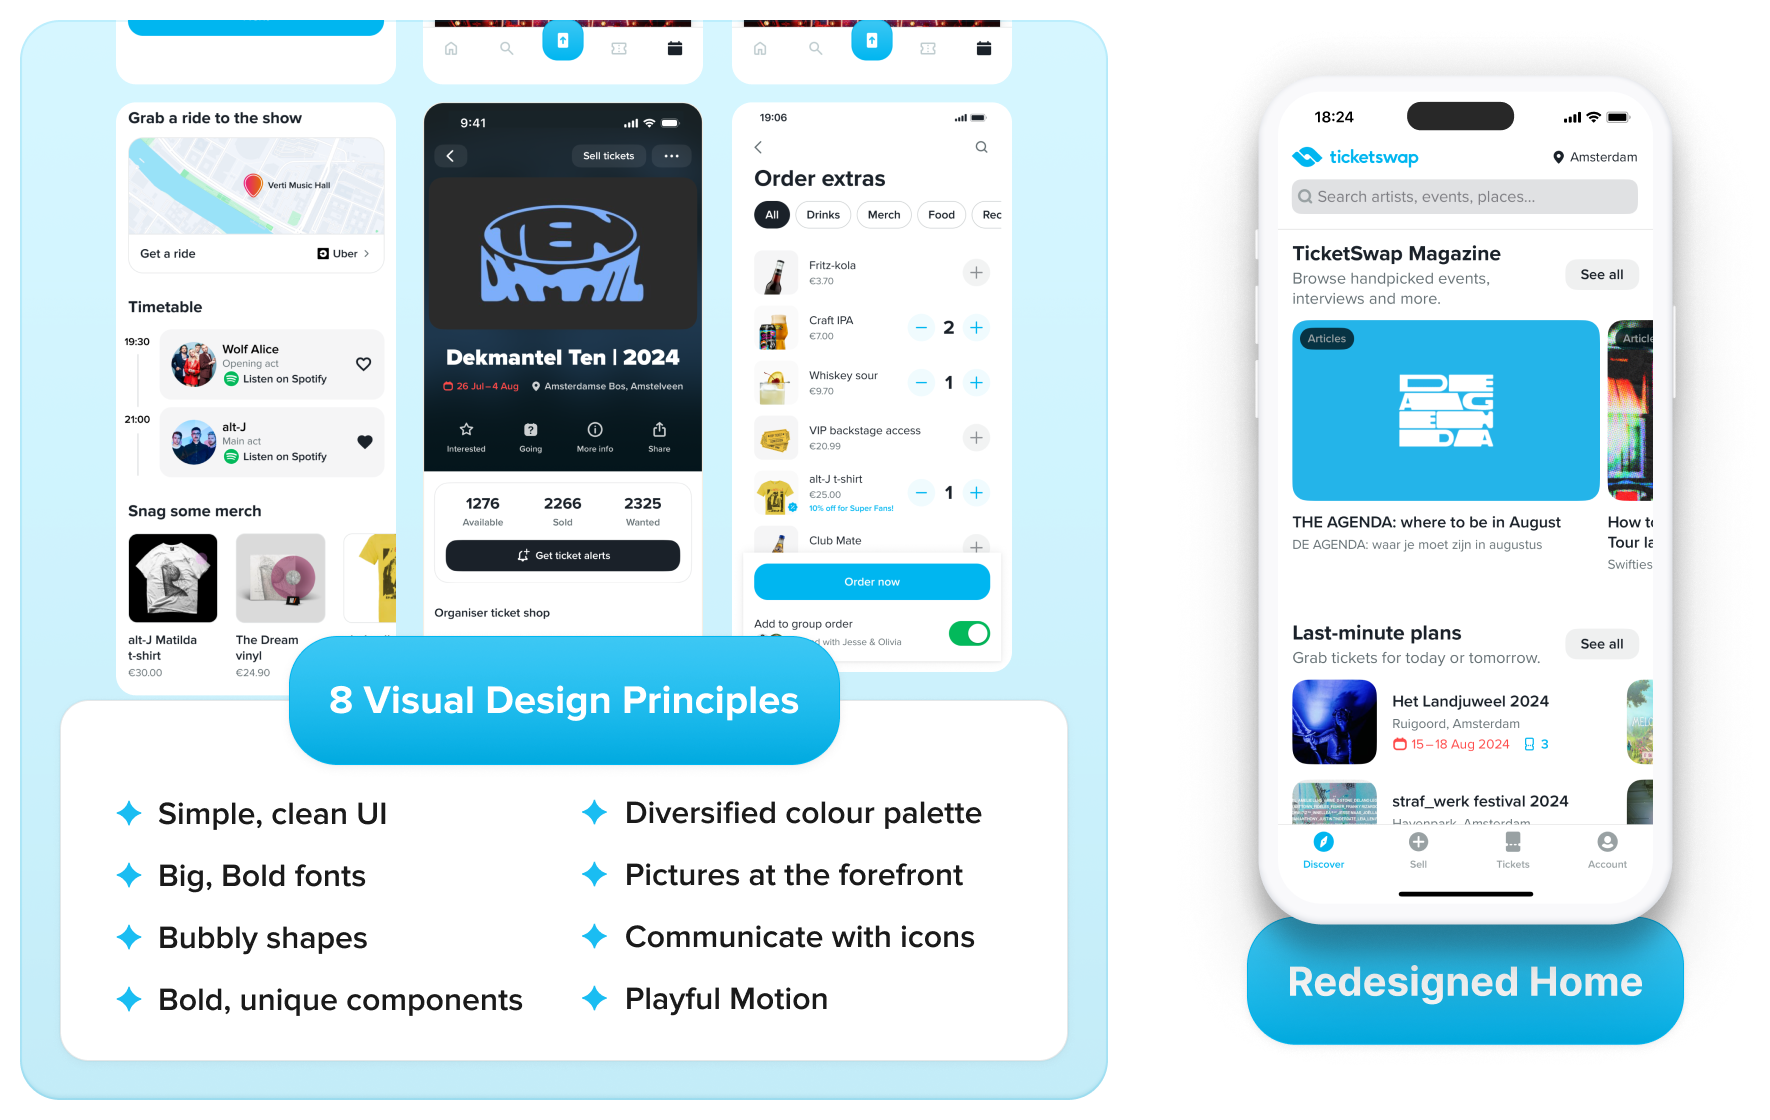 Grab a ride to the show
Verti Music Hall
Get a ride
Uber
Timetable
19:30
Wolf Alice
Opening act
Listen on Spotify
21:00
alt-J
Main act
Listen on Spotify
Snag some merch
alt-J Matilda
t-shirt
€30.00
The Dream
vinyl
€24.90
9:41
Sell tickets
Dekmantel Ten | 2024
26 Jul – 4 Aug
Amsterdamse Bos, Amstelveen
Interested
Going
More info
Share
1276
2266
2325
Available
Sold
Wanted
Get ticket alerts
Organiser ticket shop
19:06
Order extras
All
Drinks
Merch
Food
Rec
Fritz-kola
€3.70
Craft IPA
€7.00
2
Whiskey sour
€9.70
1
VIP backstage access
€20.99
alt-J t-shirt
€25.00
10% off for Super Fans!
1
Club Mate
Order now
Add to group order
with Jesse & Olivia
8 Visual Design Principles
Simple, clean UI
Big, Bold fonts
Bubbly shapes
Bold, unique components
Diversified colour palette
Pictures at the forefront
Communicate with icons
Playful Motion
18:24
ticketswap
Amsterdam
Search artists, events, places...
TicketSwap Magazine
Browse handpicked events,
interviews and more.
See all
Articles
DE
AGENDA
Article
THE AGENDA: where to be in August
DE AGENDA: waar je moet zijn in augustus
How to
Tour la
Swifties
Last-minute plans
Grab tickets for today or tomorrow.
See all
Het Landjuweel 2024
Ruigoord, Amsterdam
15 – 18 Aug 2024
3
straf_werk festival 2024
Havenpark, Amsterdam
Discover
Sell
Tickets
Account
Redesigned Home